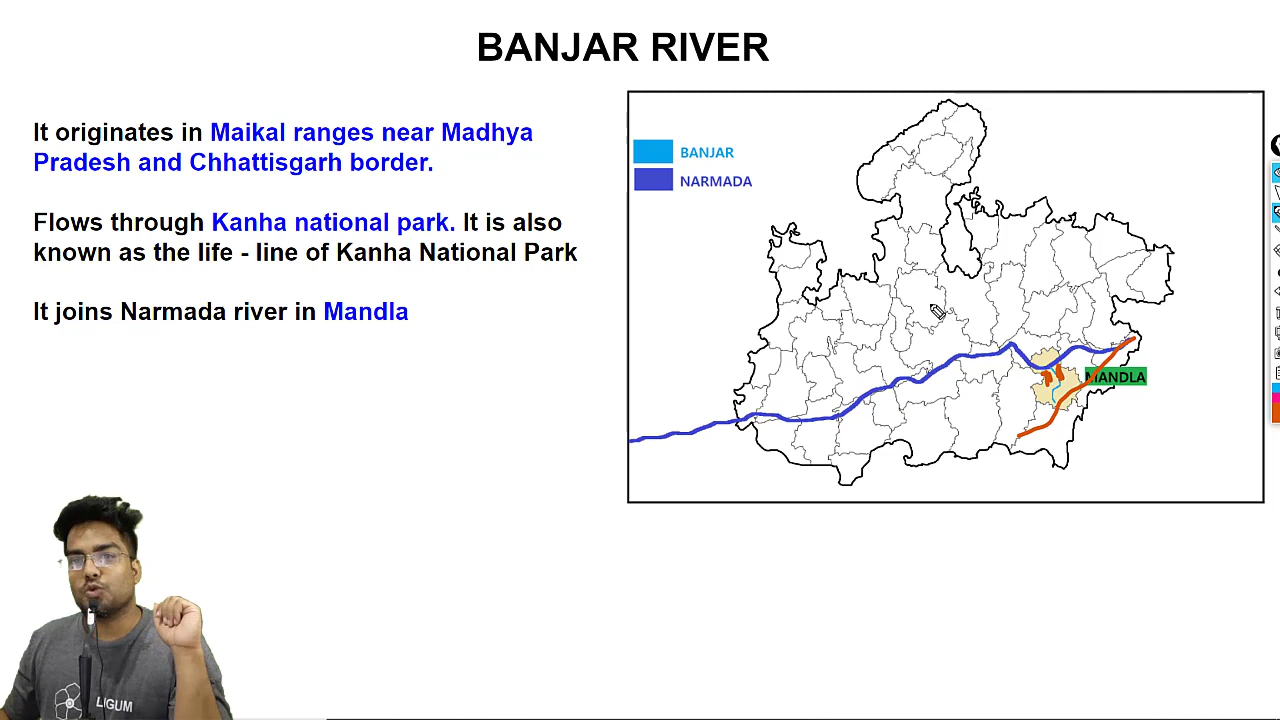 BANJAR RIVER
It originates in Maikal ranges near Madhya
Pradesh and Chhattisgarh border.
Flows through Kanha national park. It is also
known as the life - line of Kanha National Park
It joins Narmada river in Mandla
BANJAR
NARMADA
MANDLA
LIGUM